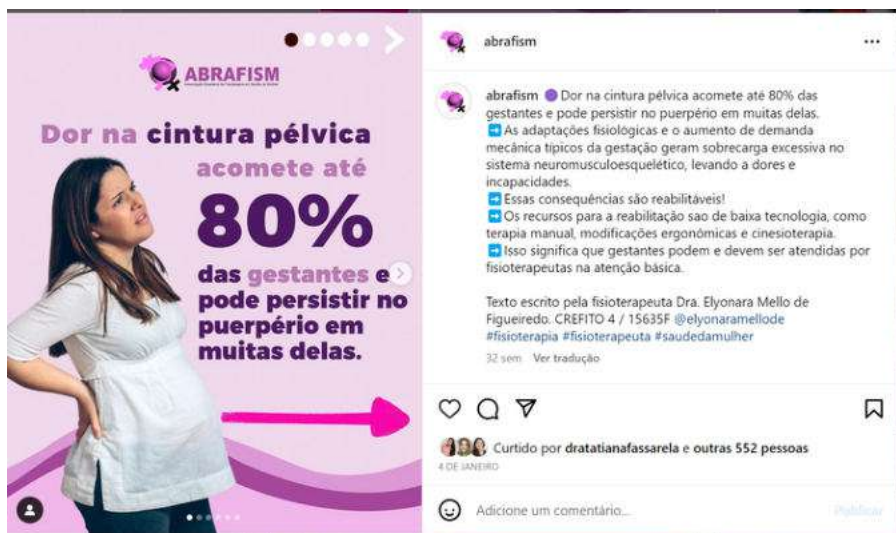 ABRAFISM
Dor na cintura pélvica
acomete até
80%
das gestantes e
pode persistir no
puerpério em
muitas delas.
abrafism
abrafism Dor na cintura pélvica acomete até 80% das
gestantes e pode persistir no puerpério em muitas delas.
As adaptações fisiológicas e o aumento de demanda
mecânica típicos da gestação geram sobrecarga excessiva no
sistema neuromusculoesquelético, levando a dores e
incapacidades.
Essas consequências são reabilitáveis!
Os recursos para a reabilitação sao de baixa tecnologia, como
terapia manual, modificações ergonômicas e cinesioterapia.
Isso significa que gestantes podem e devem ser atendidas por
fisioterapeutas na atenção básica.
Texto escrito pela fisioterapeuta Dra. Elyonara Mello de
Figueiredo. CREFITO 4 / 15635F @elyonaramellode
#fisioterapia #fisioterapeuta #saudedamulher
32 sem Ver tradução
Curtido por dratatianafassarela e outras 552 pessoas
4 DE JANEIRO
Adicione um comentário...
Publicar